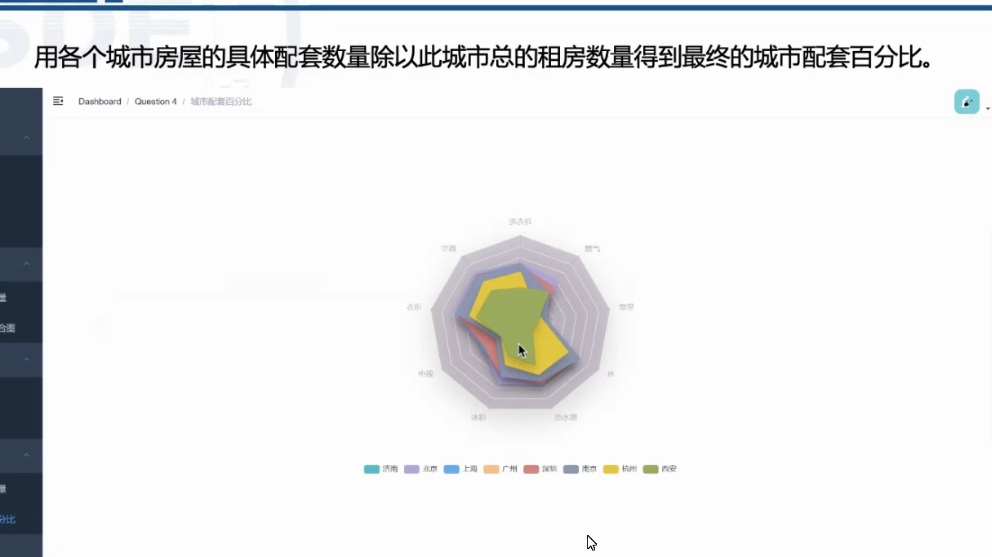 用各个城市房屋的具体配套数量除以此城市总的租房数量得到最终的城市配套百分比。
Dashboard / Question 4 / 城市配套百分比
洗衣机
空调
暖气
衣柜
宽带
电视
床
冰箱
热水器
量
合图
量
分比
济南 北京 上海 广州 深圳 南京 杭州 西安